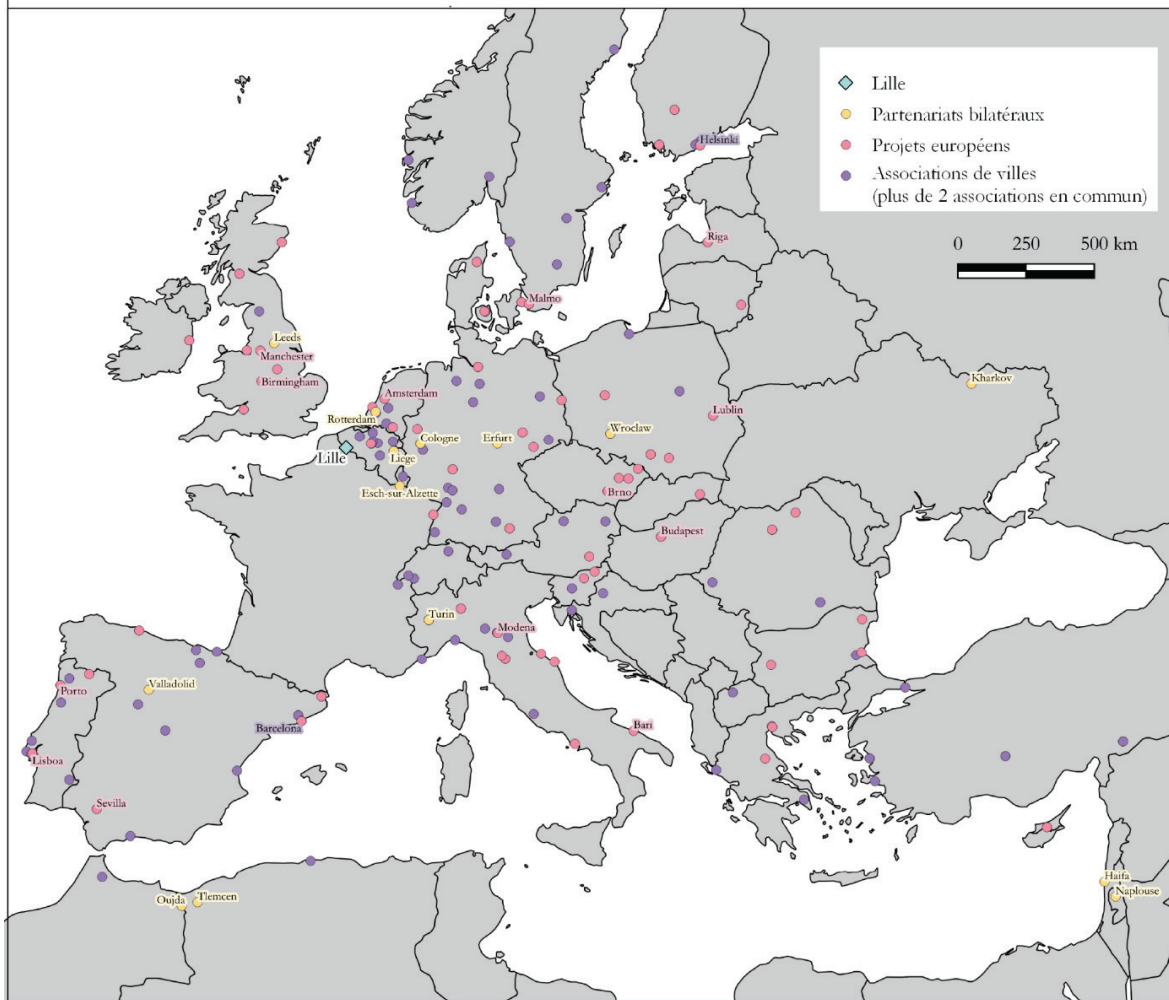 Lille
Partenariats bilatéraux
Projets européens
Associations de villes
(plus de 2 associations en commun)
0 250 500 km
Helsinki
Riga
Malmo
Leeds
Manchester
Birmingham
Amsterdam
Rotterdam
Kharkov
Lublin
Wroclaw
Cologne
Erfurt
Lille
Liege
Esch-sur-Alzette
Brno
Budapest
Turin
Modena
Valladolid
Porto
Barcelona
Bari
Lisboa
Sevilla
Haifa
Naplouse
Oujda
Tlemcen